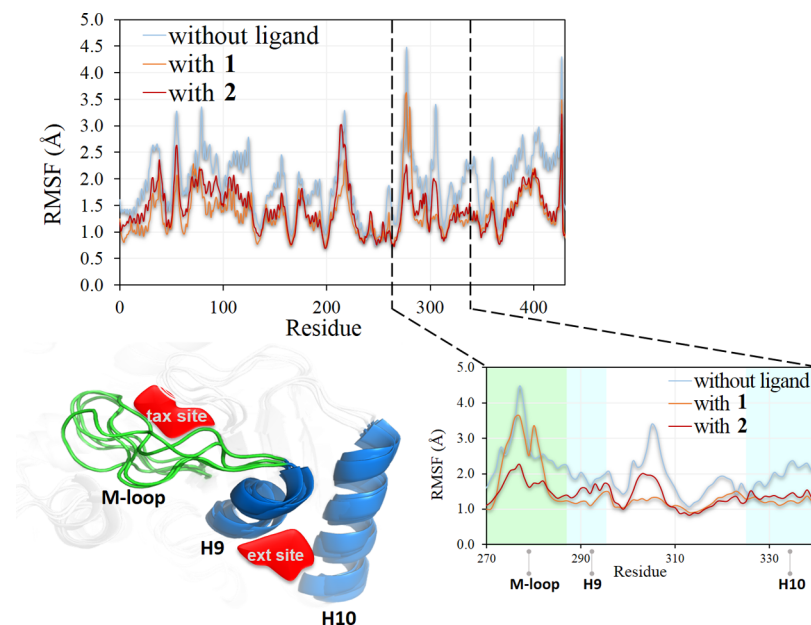 5.0
4.5
4.0
3.5
3.0
2.5
2.0
1.5
1.0
0.5
0.0
RMSF (Å)
without ligand
with 1
with 2
0 100 200 300 400
Residue
tax site
M-loop
H9
ext site
H10
5.0
4.0
3.0
2.0
1.0
0.0
RMSF (Å)
without ligand
with 1
with 2
270 290 310 330
Residue
M-loop H9 H10